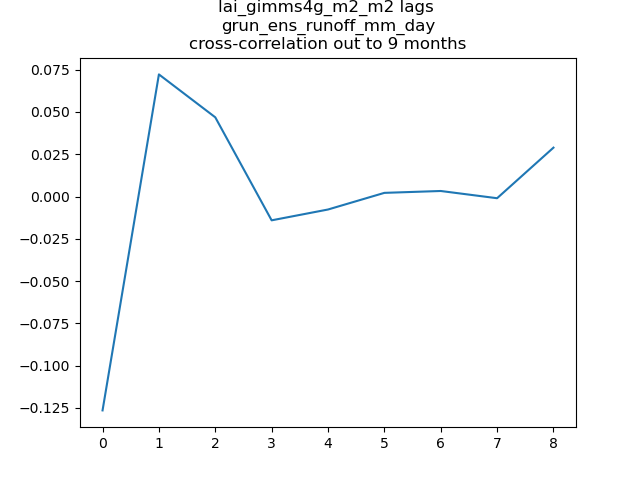 lai_gimms4g_m2_m2 lags
grun_ens_runoff_mm_day
cross-correlation out to 9 months
0.075
0.050
0.025
0.000
−0.025
−0.050
−0.075
−0.100
−0.125
0 1 2 3 4 5 6 7 8